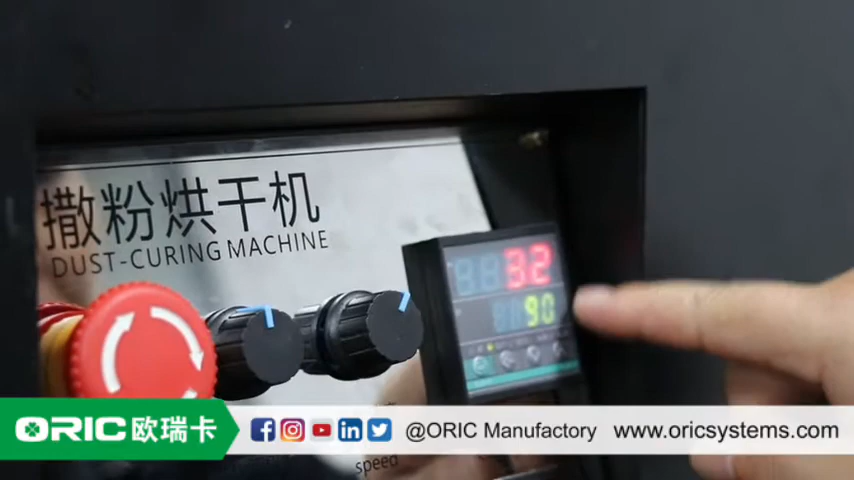 撒粉烘干机
DUST-CURING MACHINE
32
90
ORIC 欧瑞卡
@ORIC Manufactory
www.oricsystems.com
speed